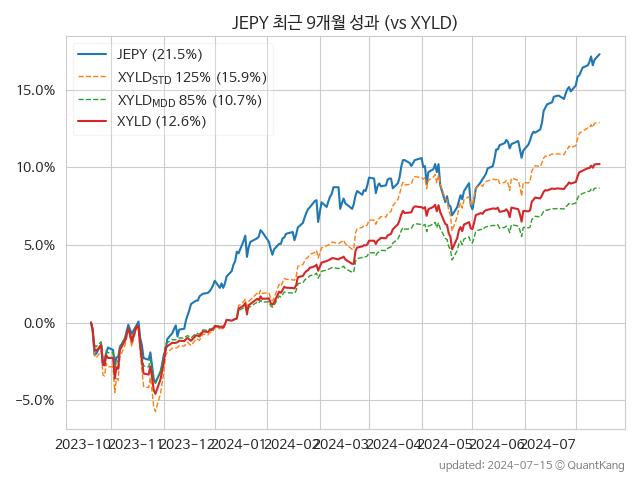 JEPY 최근 9개월 성과 (vs XYLD)
JEPY (21.5%)
XYLD_STD 125% (15.9%)
XYLD_MDD 85% (10.7%)
XYLD (12.6%)
15.0%
10.0%
5.0%
0.0%
−5.0%
2023-10 2023-11 2023-12 2024-01 2024-02 2024-03 2024-04 2024-05 2024-06 2024-07
updated: 2024-07-15 © QuantKang